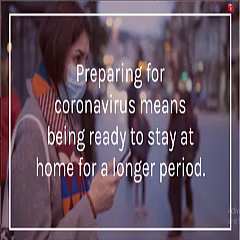 Preparing for
coronavirus means
being ready to stay at
home for a longer period.